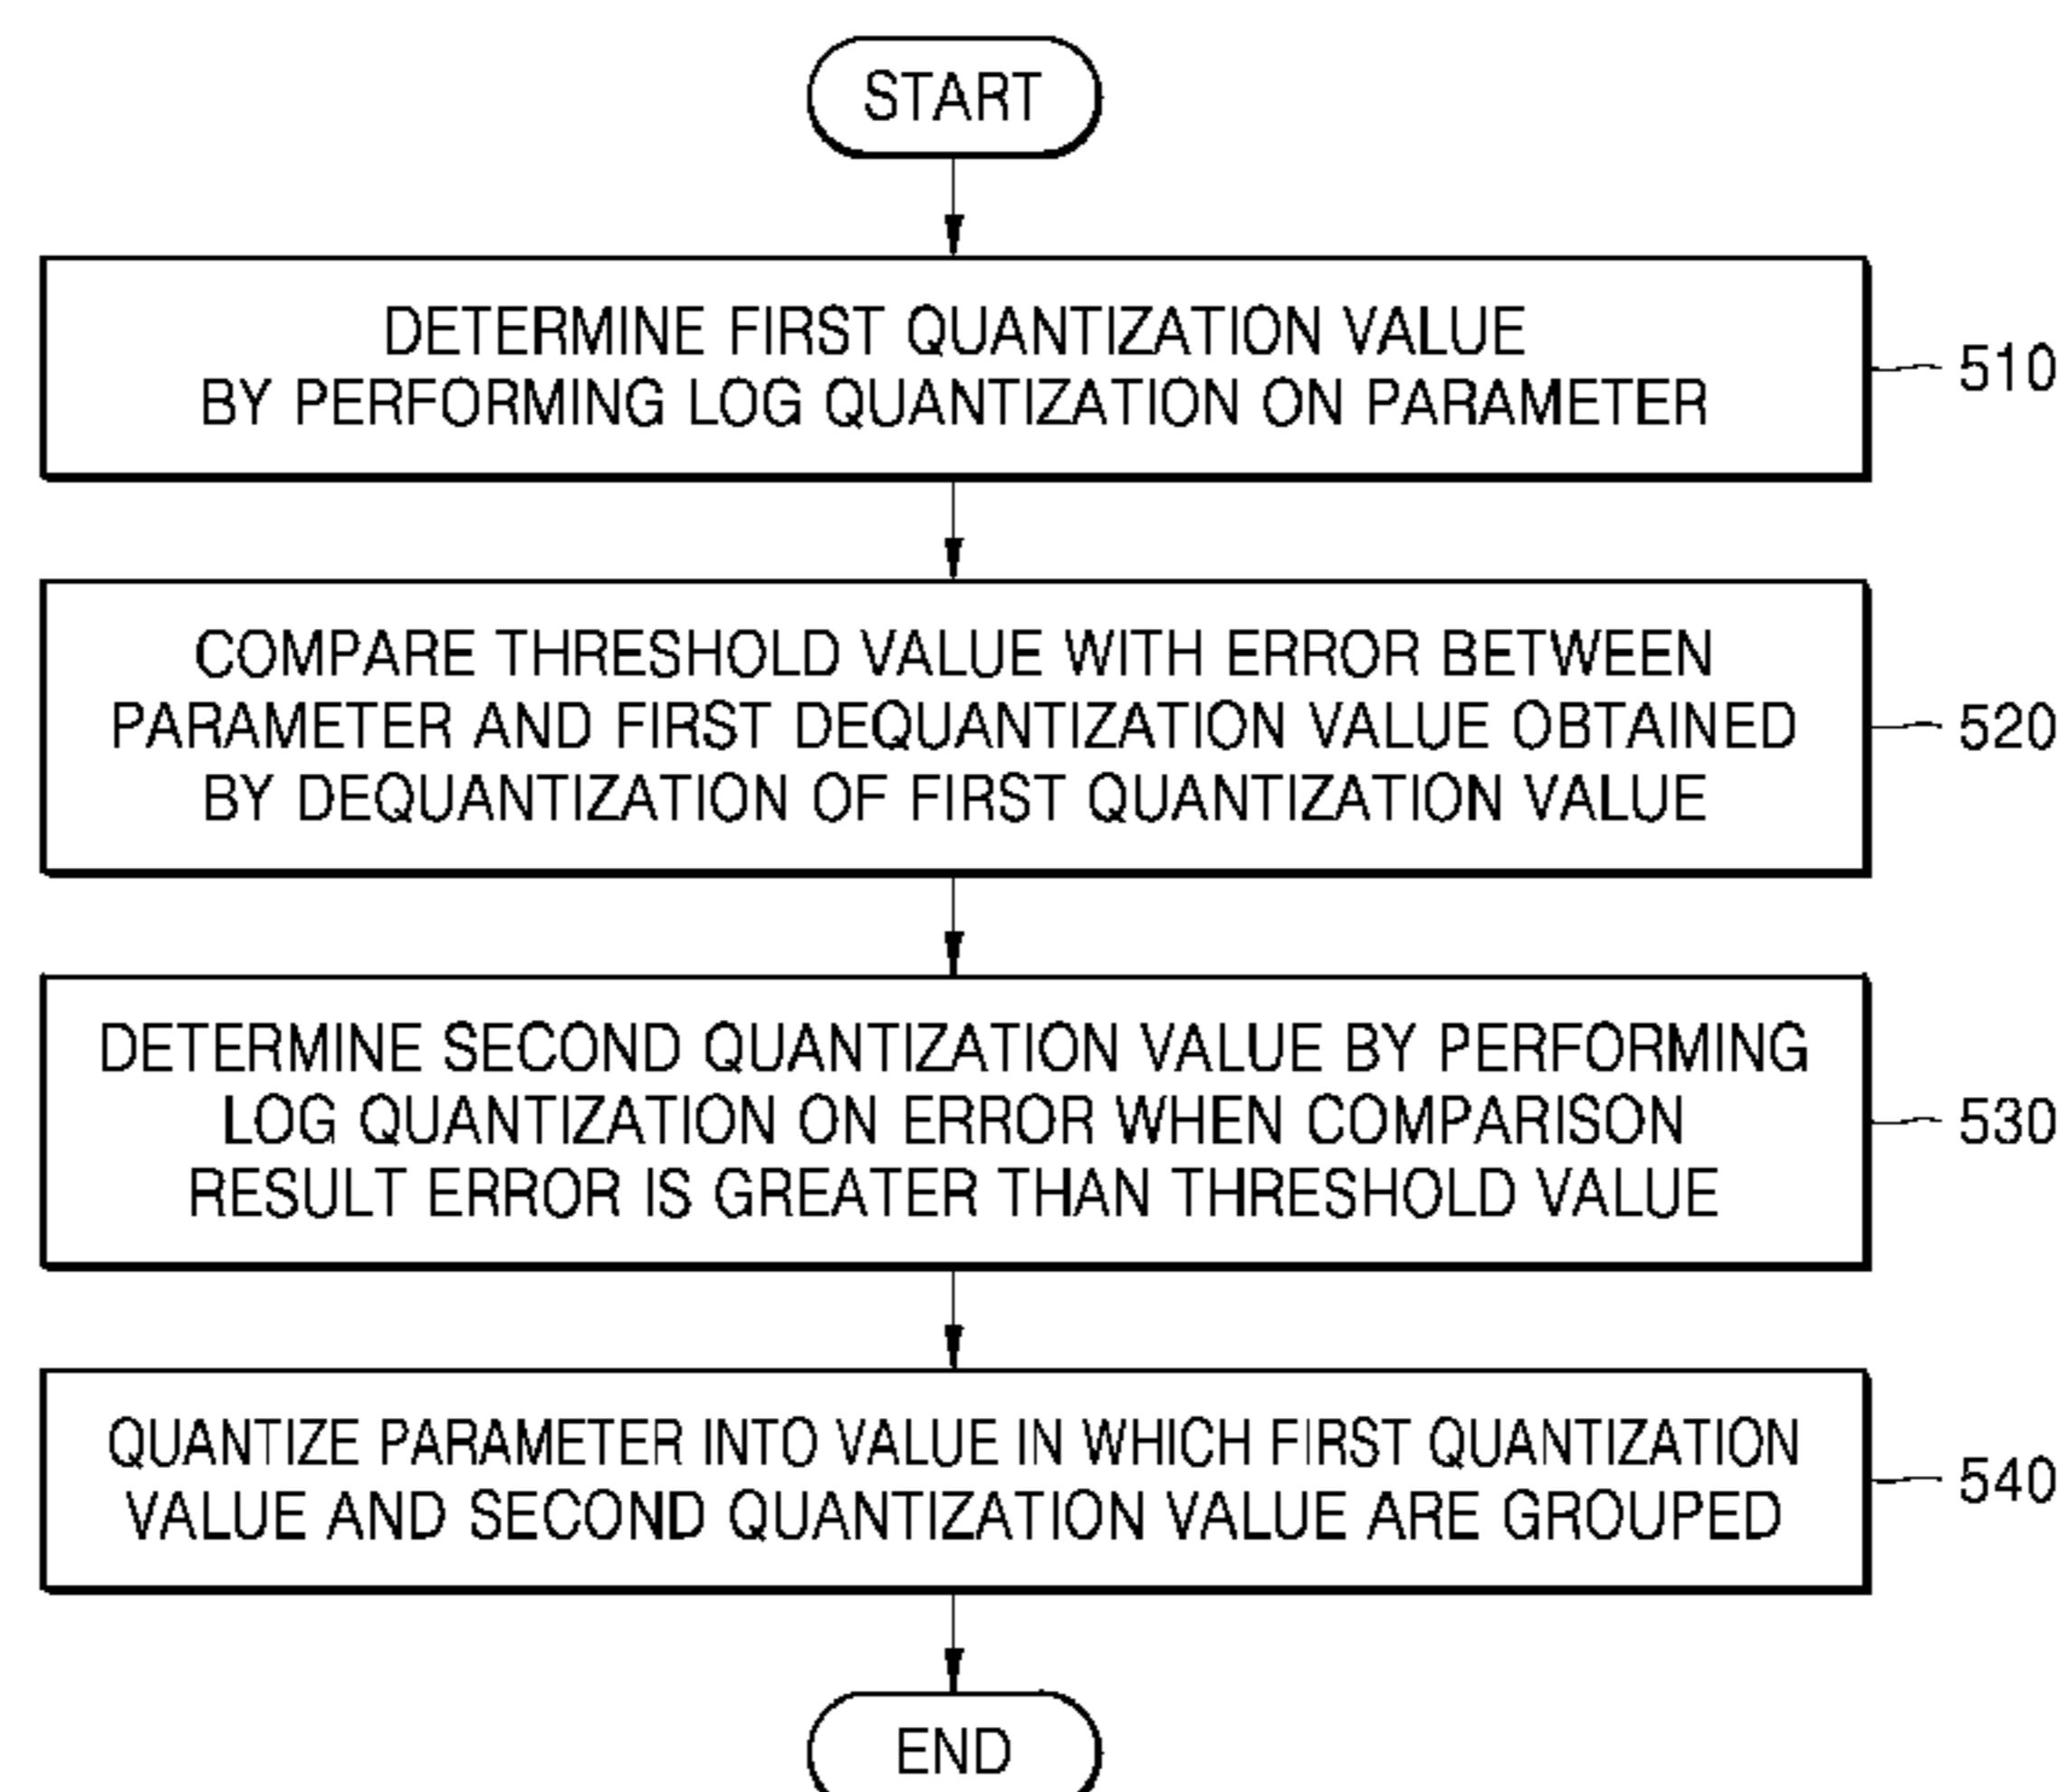 START
DETERMINE FIRST QUANTIZATION VALUE
BY PERFORMING LOG QUANTIZATION ON PARAMETER
510
COMPARE THRESHOLD VALUE WITH ERROR BETWEEN
PARAMETER AND FIRST DEQUANTIZATION VALUE OBTAINED
BY DEQUANTIZATION OF FIRST QUANTIZATION VALUE
520
DETERMINE SECOND QUANTIZATION VALUE BY PERFORMING
LOG QUANTIZATION ON ERROR WHEN COMPARISON
RESULT ERROR IS GREATER THAN THRESHOLD VALUE
530
QUANTIZE PARAMETER INTO VALUE IN WHICH FIRST QUANTIZATION
VALUE AND SECOND QUANTIZATION VALUE ARE GROUPED
540
END